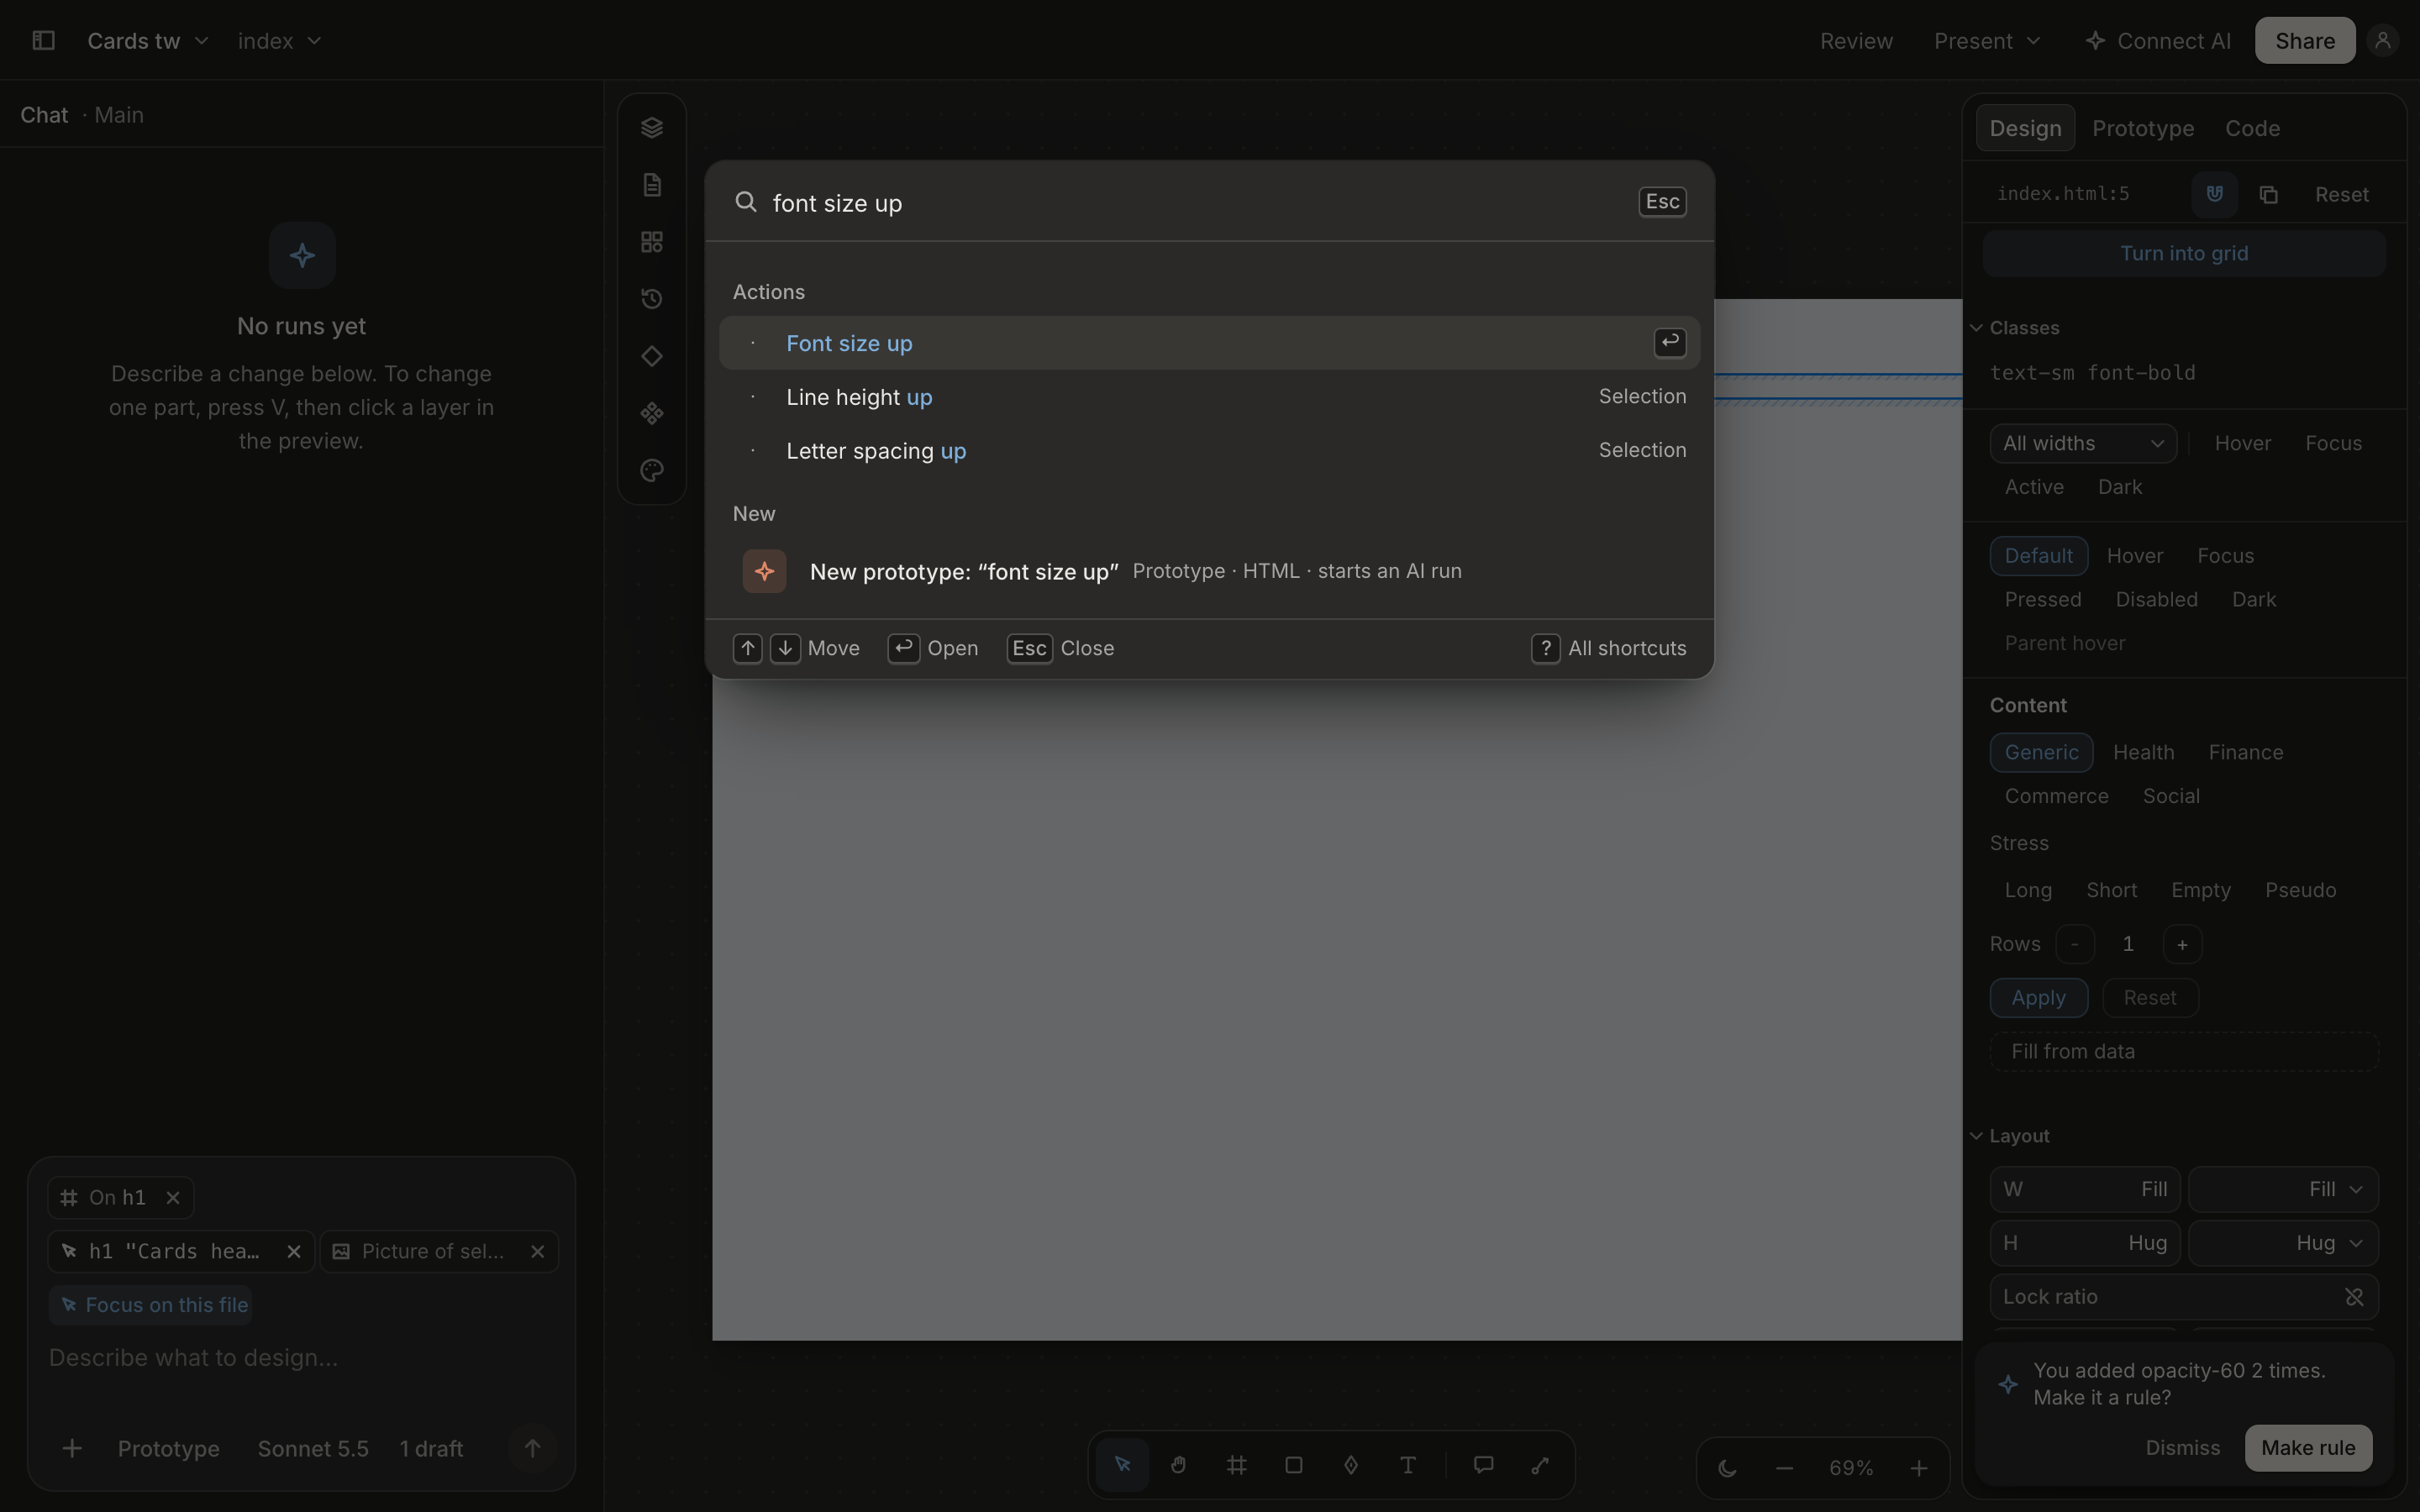 Cards tw
index
Review
Present
Connect AI
Share
Chat · Main
No runs yet
Describe a change below. To change
one part, press V, then click a layer in
the preview.
font size up
Esc
Actions
Font size up
Line height up
Selection
Letter spacing up
Selection
New
New prototype: “font size up” Prototype · HTML · starts an AI run
Move
Open
Esc Close
? All shortcuts
Design
Prototype
Code
index.html:5
Reset
Turn into grid
Classes
text-sm font-bold
All widths
Hover
Focus
Active
Dark
Default
Hover
Focus
Pressed
Disabled
Dark
Parent hover
Content
Generic
Health
Finance
Commerce
Social
Stress
Long
Short
Empty
Pseudo
Rows - 1 +
Apply
Reset
Fill from data
Layout
W Fill
Fill
H Hug
Hug
Lock ratio
You added opacity-60 2 times.
Make it a rule?
Dismiss
Make rule
On h1
h1 "Cards hea…
Picture of sel…
Focus on this file
Describe what to design...
Prototype
Sonnet 5.5
1 draft
69%